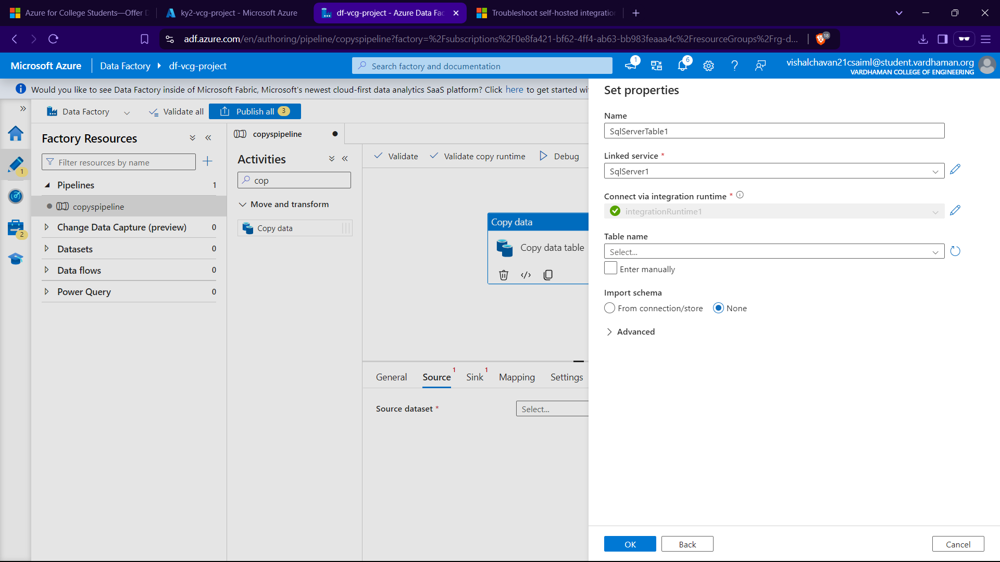 Azure for College Students—Offer D
ky2-vcg-project - Microsoft Azure
df-vcg-project - Azure Data Fac
Troubleshoot self-hosted integratio
adf.azure.com/en/authoring/pipeline/copyspipeline?factory=%2Fsubscriptions%2F0e8fa421-bf62-4ff4-ab63-bb983feaaa4c%2FresourceGroups%2Frg-d...
18
Microsoft Azure
Data Factory
df-vcg-project
Search factory and documentation
1
6
vishalchavan21csaiml@student.vardhaman.org
VARDHAMAN COLLEGE OF ENGINEERING
Would you like to see Data Factory inside of Microsoft Fabric, Microsoft's newest cloud-first data analytics SaaS platform? Click here to get started wi
Data Factory
Validate all
Publish all 3
1
2
Factory Resources
Filter resources by name
Pipelines 1
copyspipeline
Change Data Capture (preview) 0
Datasets 0
Data flows 0
Power Query 0
copyspipeline
Activities
cop
Move and transform
Copy data
Validate
Validate copy runtime
Debug
Copy data
Copy data table
General
Source 1
Sink 1
Mapping
Settings
Source dataset *
Select...
Set properties
Name
SqlServerTable1
Linked service *
SqlServer1
Connect via integration runtime *
integrationRuntime1
Table name
Select...
Enter manually
Import schema
From connection/store
None
Advanced
OK
Back
Cancel